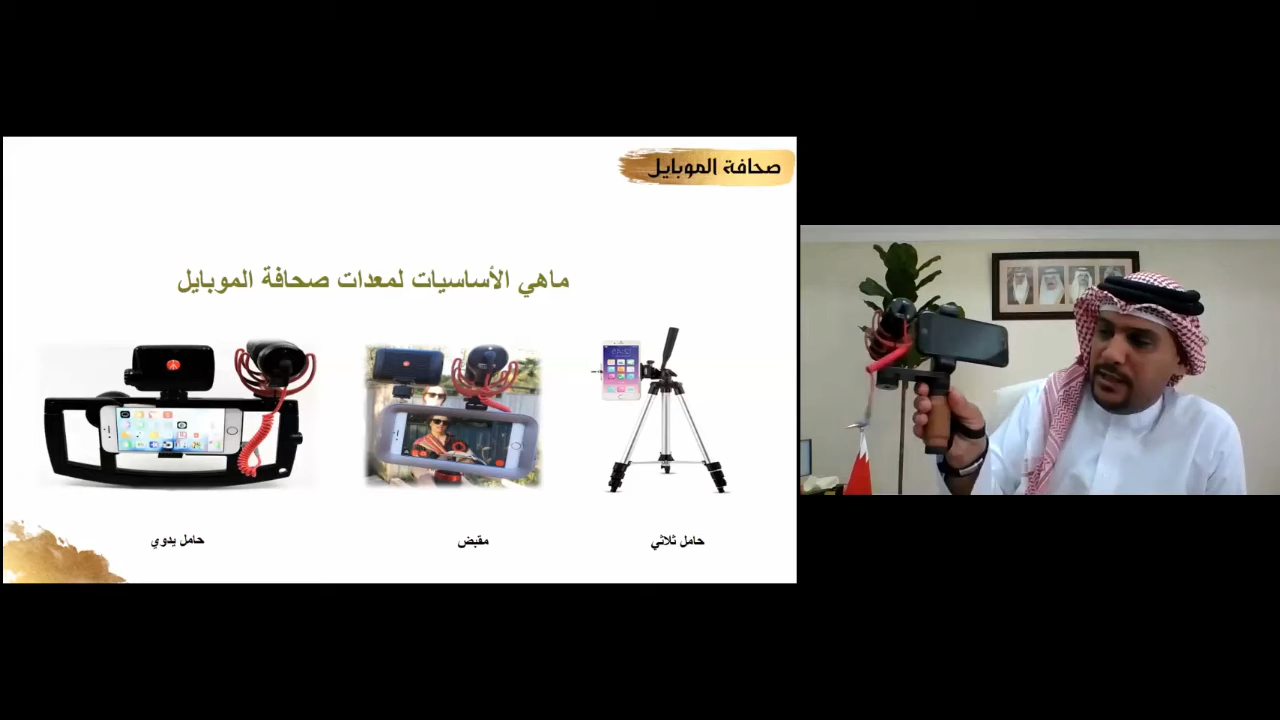 صحافة الموبايل
ماهي الأساسيات لمعدات صحافة الموبايل
حامل ثلاثي
مقبض
حامل يدوي